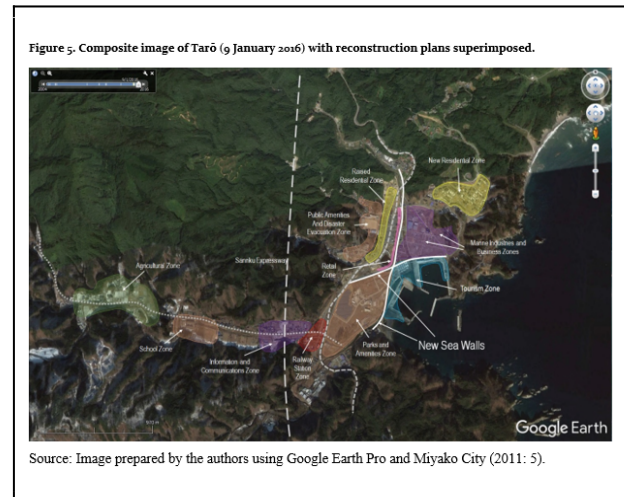 Figure 5. Composite image of Tarō (9 January 2016) with reconstruction plans superimposed.
New Residential Zone
Raised
Residential Zone
Public Amenities
And Disaster
Evacuation Zone
Marine Industries and
Business Zones
Agricultural Zone
Sanriku Expressway
Retail
Zone
Tourism Zone
School Zone
Information and
Communications Zone
Railway
Station
Zone
Parks and
Amenities Zone
New Sea Walls
Google Earth
Source: Image prepared by the authors using Google Earth Pro and Miyako City (2011: 5).